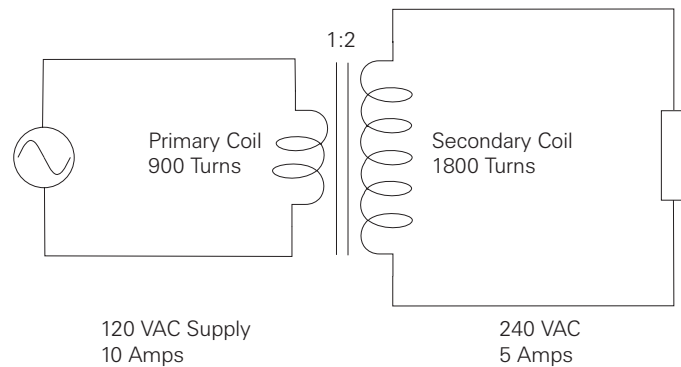 1:2
Primary Coil
900 Turns
Secondary Coil
1800 Turns
120 VAC Supply
10 Amps
240 VAC
5 Amps